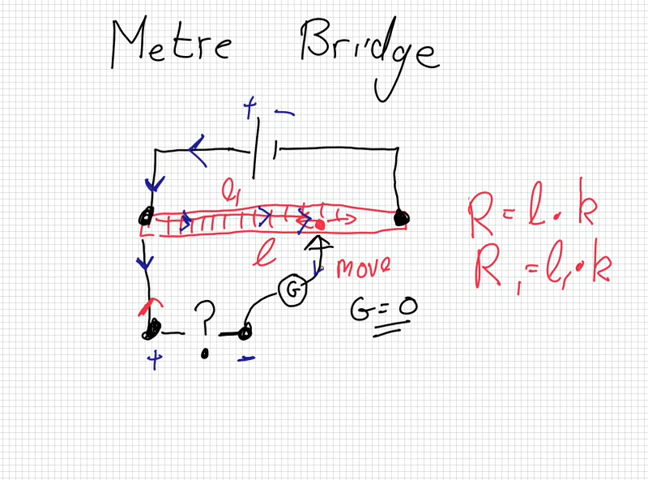 Metre Bridge
+ −
l₁
R = l · k
l
move
R₁ = l₁ · k
G
G = 0
?
+ −